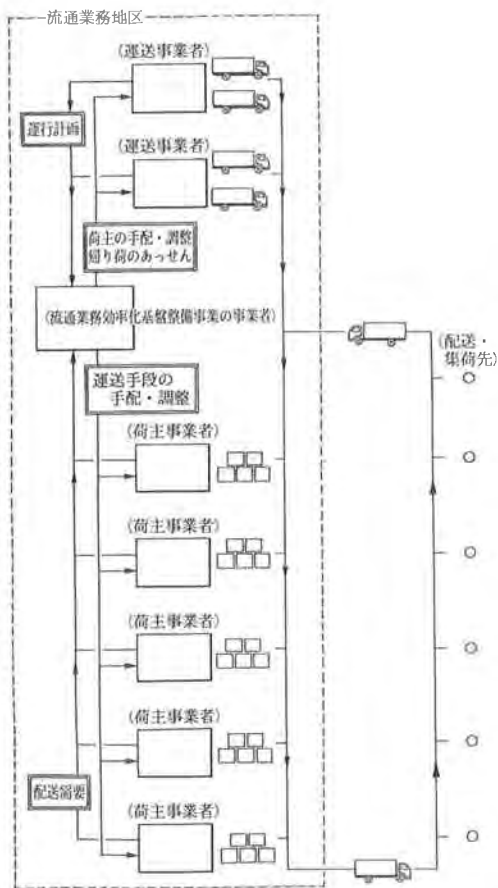 流通業務地区
(運送事業者)
運行計画
(運送事業者)
荷主の手配・調整
帰り荷のあっせん
(流通業務効率化基盤整備事業の事業者)
(配送・
集荷先)
運送手段の
手配・調整
(荷主事業者)
(荷主事業者)
(荷主事業者)
(荷主事業者)
配送需要
(荷主事業者)